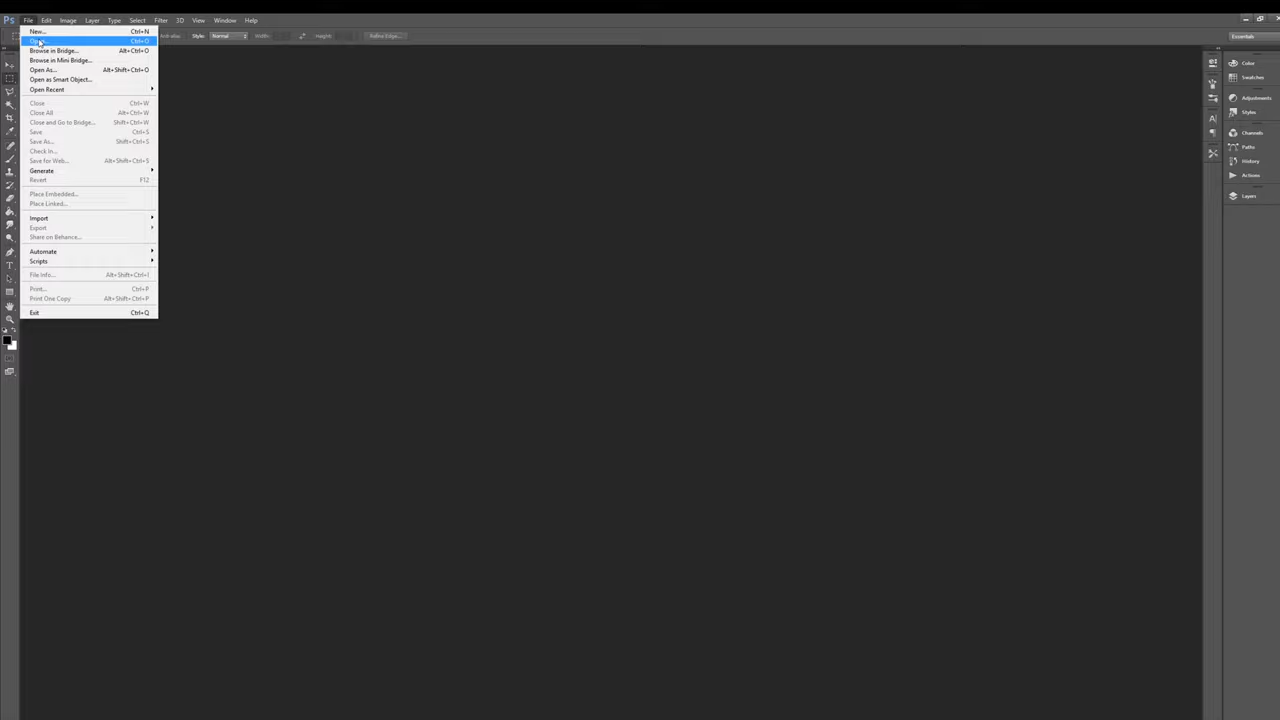 Ps File Edit Image Layer Type Select Filter 3D View Window Help
Anti-alias Style: Normal Width: Height: Refine Edge... Essentials
New... Ctrl+N
Open... Ctrl+O
Browse in Bridge... Alt+Ctrl+O
Browse in Mini Bridge...
Open As... Alt+Shift+Ctrl+O
Open as Smart Object...
Open Recent
Close Ctrl+W
Close All Alt+Ctrl+W
Close and Go to Bridge... Shift+Ctrl+W
Save Ctrl+S
Save As... Shift+Ctrl+S
Check In...
Save for Web... Alt+Shift+Ctrl+S
Generate
Revert F12
Place Embedded...
Place Linked...
Import
Export
Share on Behance...
Automate
Scripts
File Info... Alt+Shift+Ctrl+I
Print... Ctrl+P
Print One Copy Alt+Shift+Ctrl+P
Exit Ctrl+Q
Color
Swatches
Adjustments
Styles
Channels
Paths
History
Actions
Layers